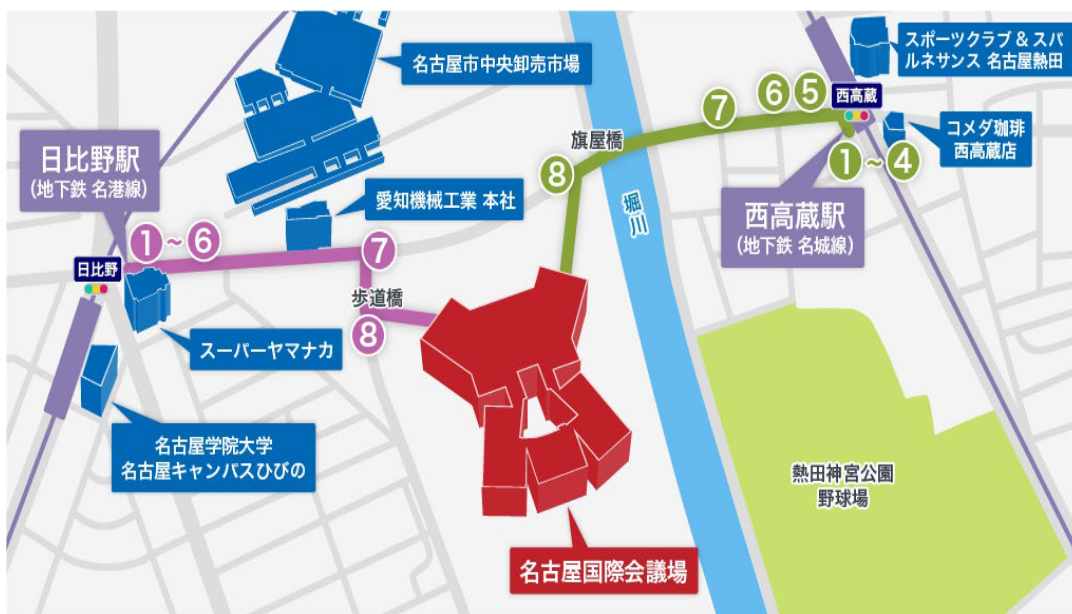 名古屋市中央卸売市場
スポーツクラブ & スパ
ルネサンス 名古屋熱田
西高蔵
コメダ珈琲
西高蔵店
⑦
⑥ ⑤
①~④
旗屋橋
⑧
堀川
西高蔵駅
(地下鉄 名城線)
日比野駅
(地下鉄 名港線)
愛知機械工業 本社
日比野
①~⑥
⑦
歩道橋
⑧
スーパーヤマナカ
名古屋学院大学
名古屋キャンパスひびの
熱田神宮公園
野球場
名古屋国際会議場